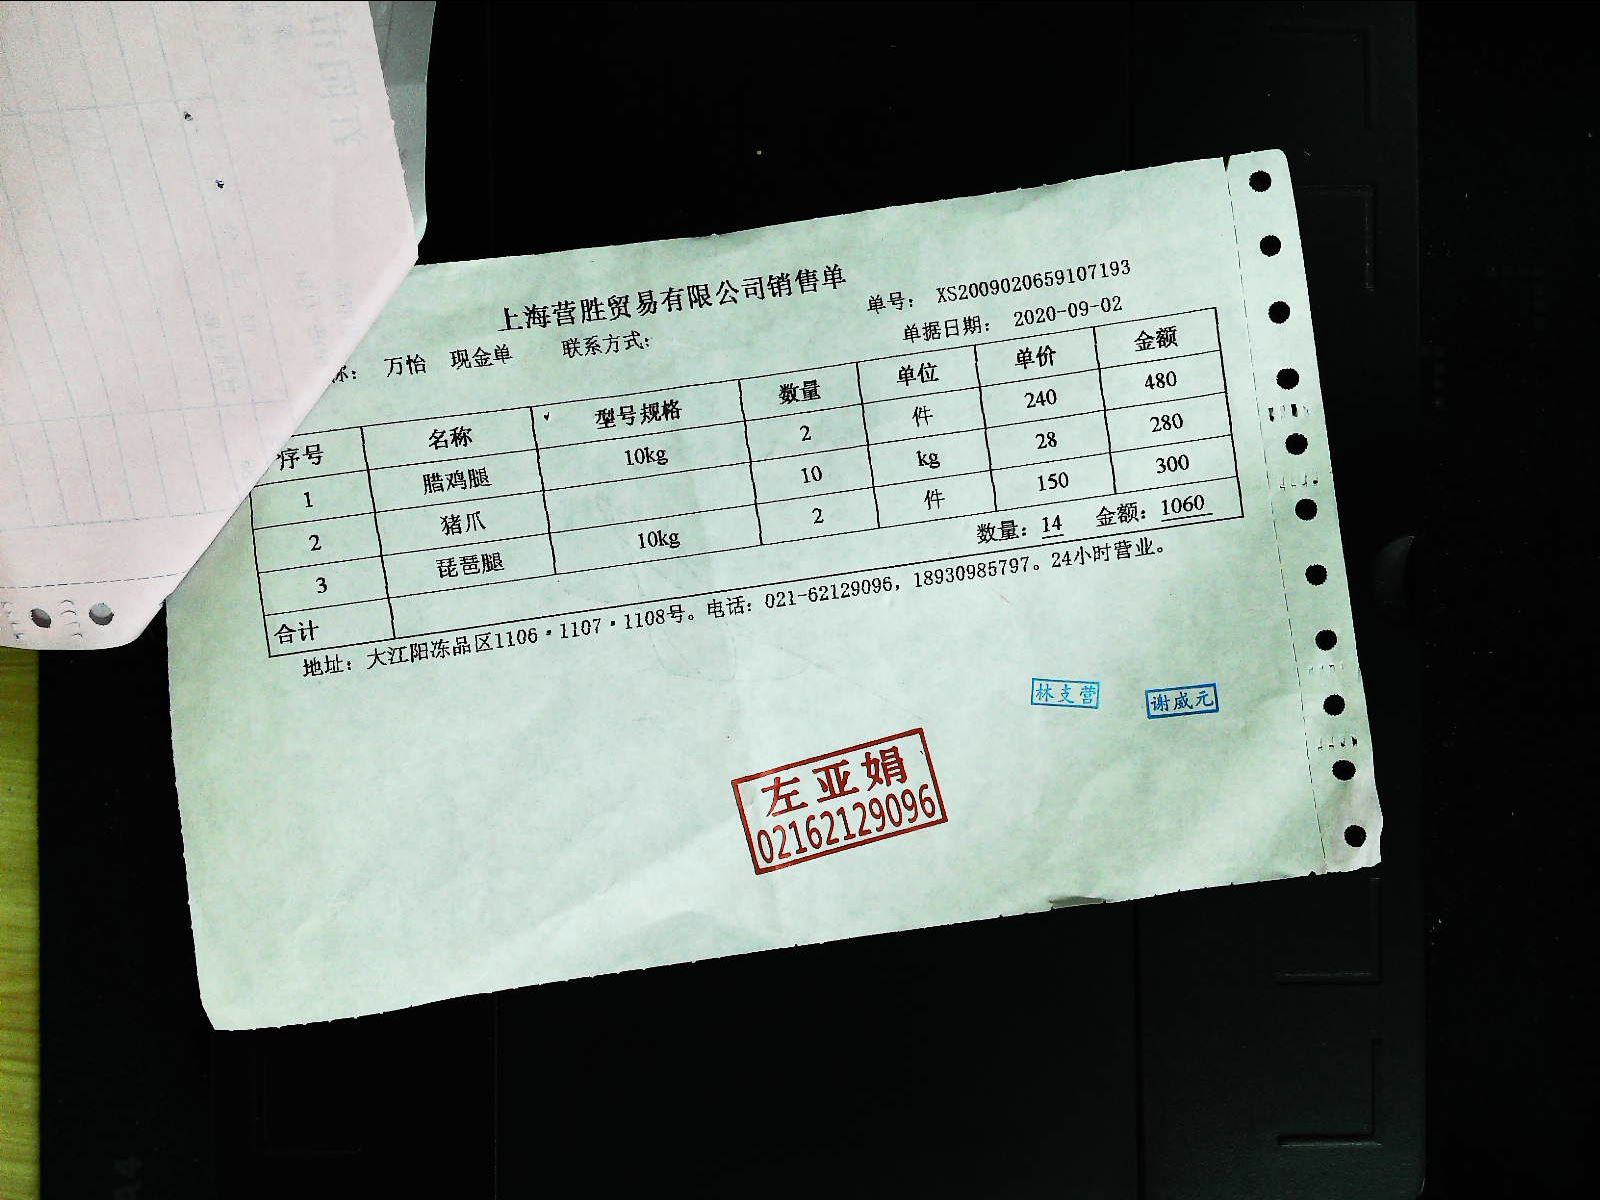 上海营胜贸易有限公司销售单
单号： XS2009020659107193
称： 万怡 现金单 联系方式： 单据日期： 2020-09-02
序号 名称 型号规格 数量 单位 单价 金额
1 腊鸡腿 10kg 2 件 240 480
2 猪爪 10 kg 28 280
3 琵琶腿 10kg 2 件 150 300
合计 数量：14 金额：1060
地址：大江阳冻品区1106·1107·1108号。电话：021-62129096，18930985797。24小时营业。
林支营 谢威元
左亚娟
02162129096